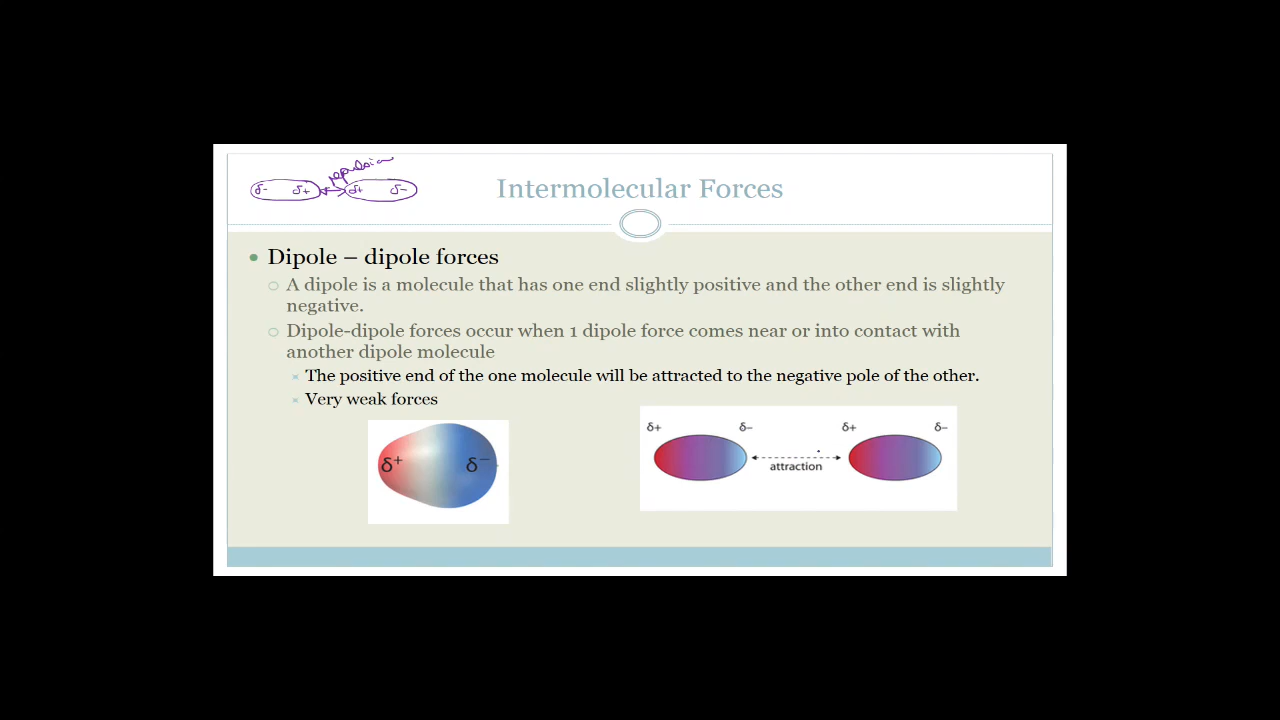 repulsion
δ- δ+ δ+ δ-
Intermolecular Forces
Dipole – dipole forces
A dipole is a molecule that has one end slightly positive and the other end is slightly
negative.
Dipole-dipole forces occur when 1 dipole force comes near or into contact with
another dipole molecule
The positive end of the one molecule will be attracted to the negative pole of the other.
Very weak forces
δ+ δ−
δ+ δ− δ+ δ−
attraction